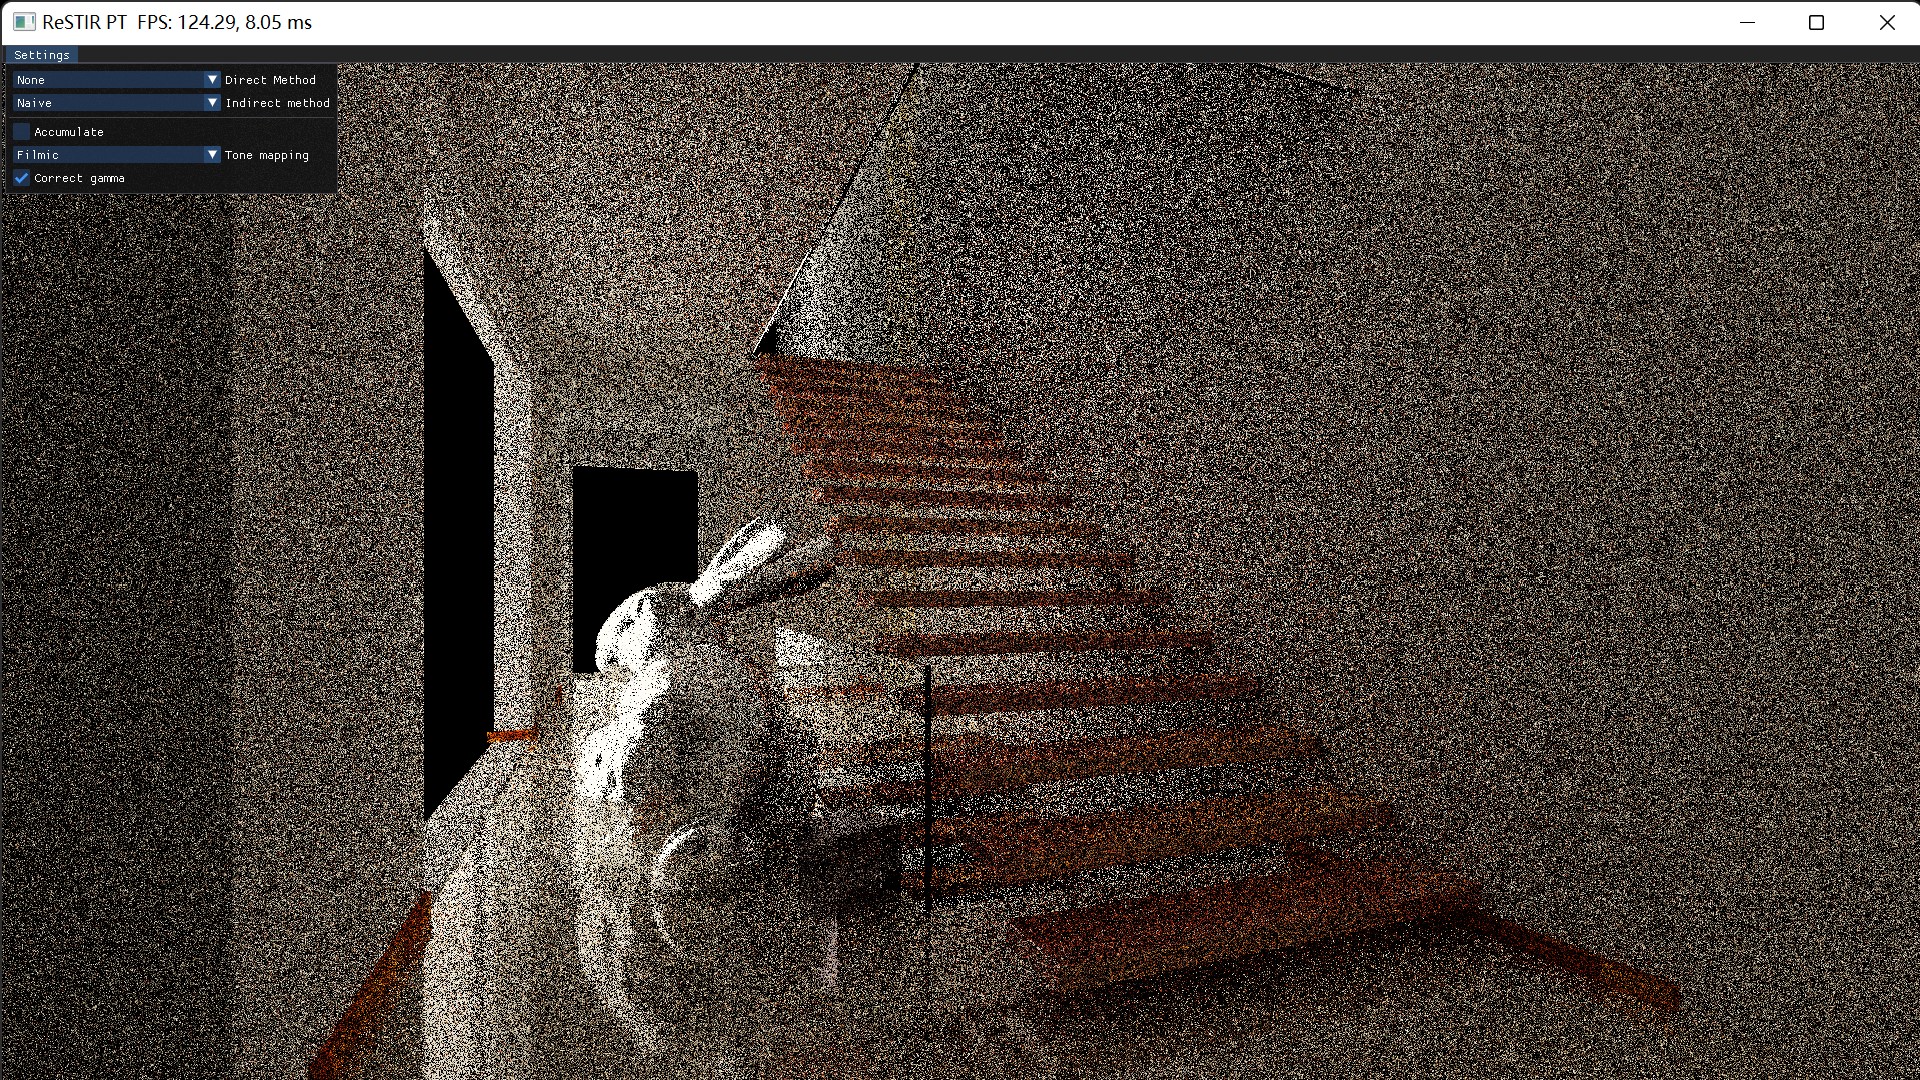 ReSTIR PT  FPS: 124.29, 8.05 ms
Settings
None Direct Method
Naive Indirect method
Accumulate
Filmic Tone mapping
Correct gamma